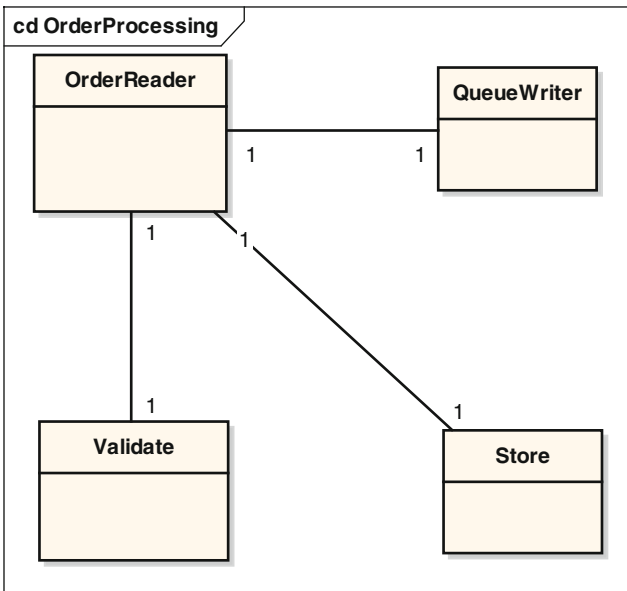 cd OrderProcessing
OrderReader
QueueWriter
1
1
1
1
1
1
Validate
Store